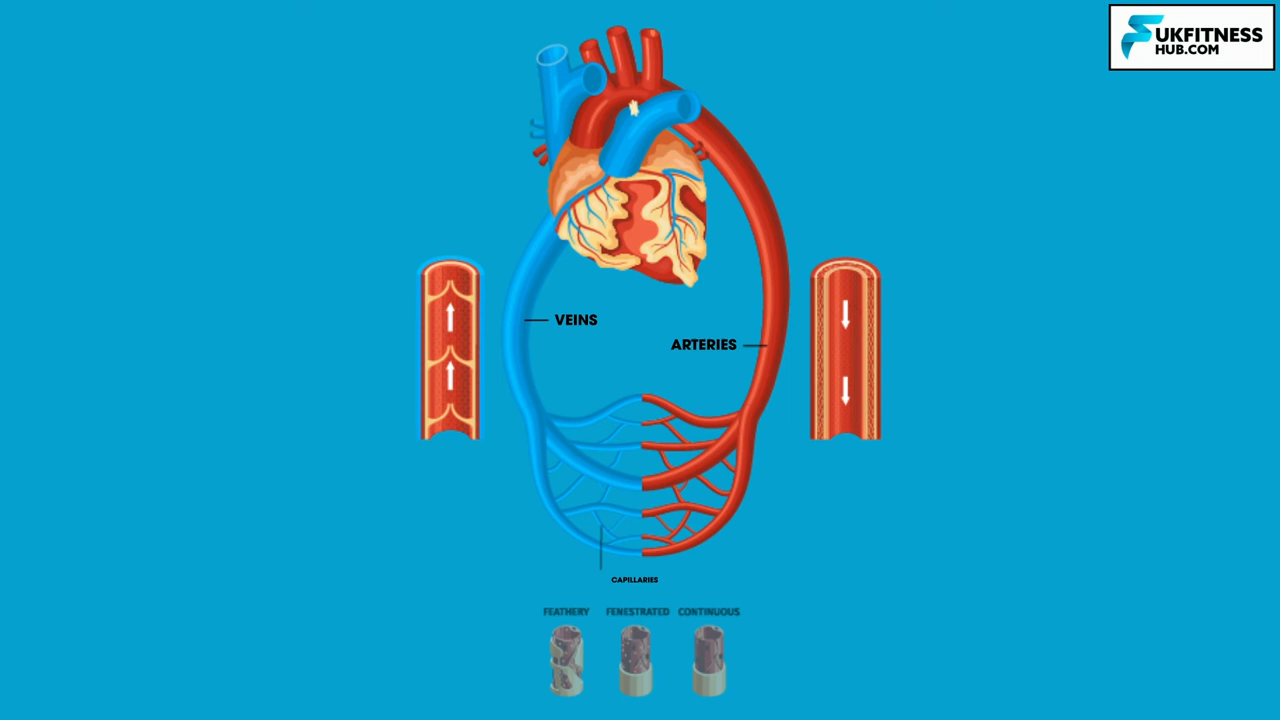 UKFITNESS
HUB.COM
VEINS
ARTERIES
CAPILLARIES
FEATHERY FENESTRATED CONTINUOUS